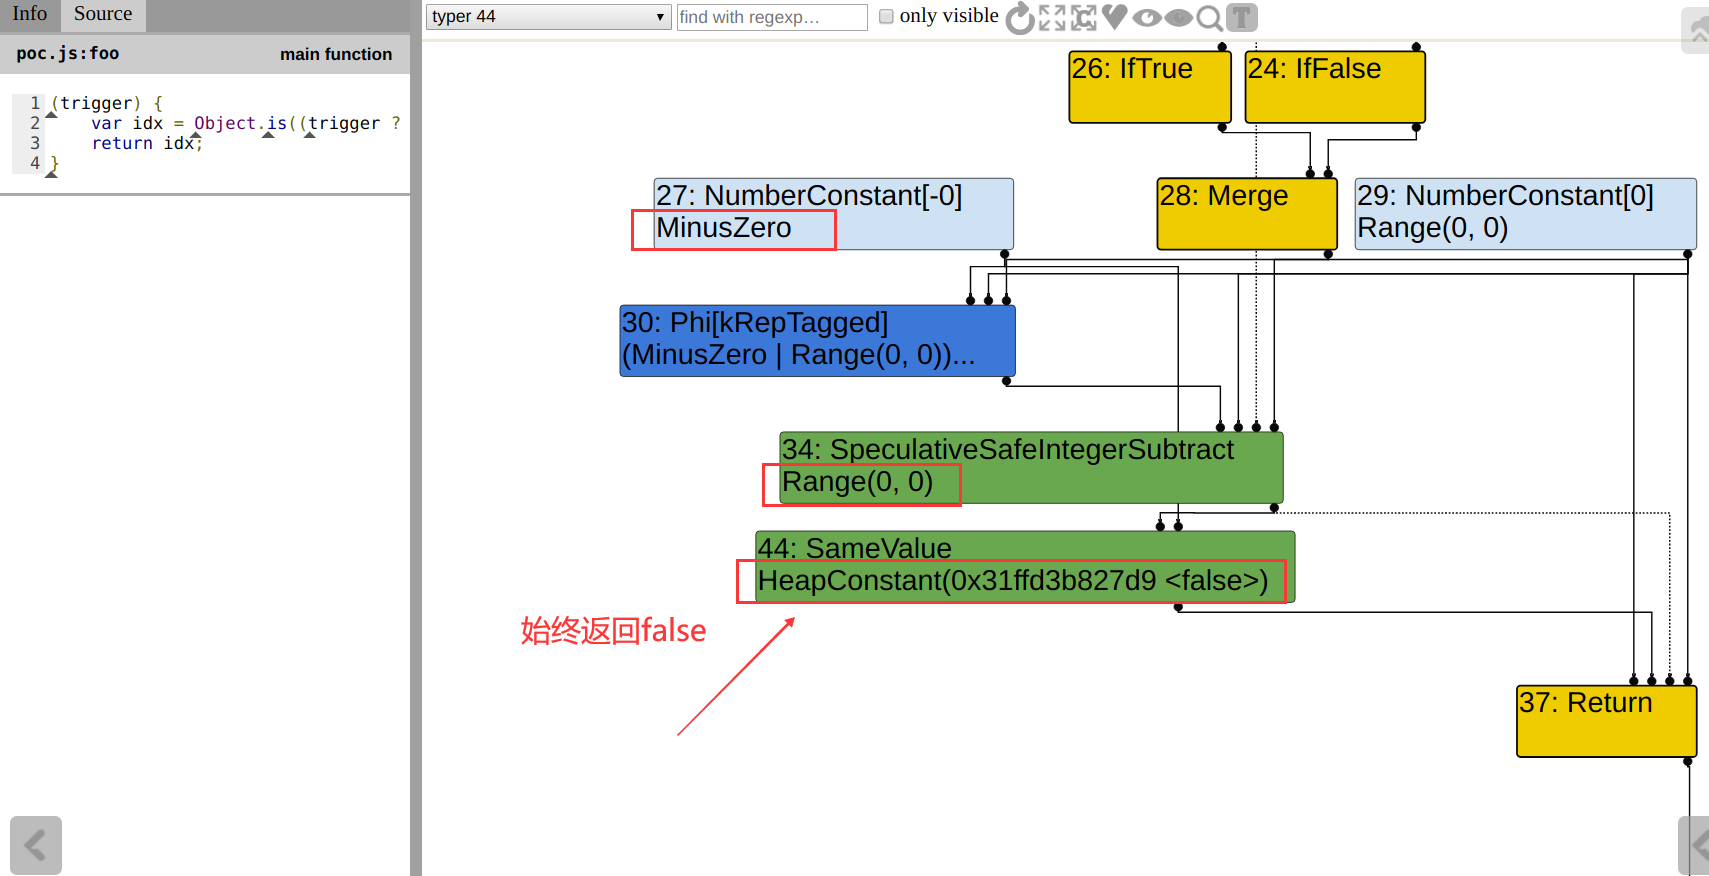 Info Source
typer 44
find with regexp...
only visible
T
poc.js:foo main function
1 (trigger) {
2 var idx = Object.is((trigger ?
3 return idx;
4 }
26: IfTrue
24: IfFalse
27: NumberConstant[-0]
MinusZero
28: Merge
29: NumberConstant[0]
Range(0, 0)
30: Phi[kRepTagged]
(MinusZero | Range(0, 0))...
34: SpeculativeSafeIntegerSubtract
Range(0, 0)
44: SameValue
HeapConstant(0x31ffd3b827d9 <false>)
始终返回false
37: Return